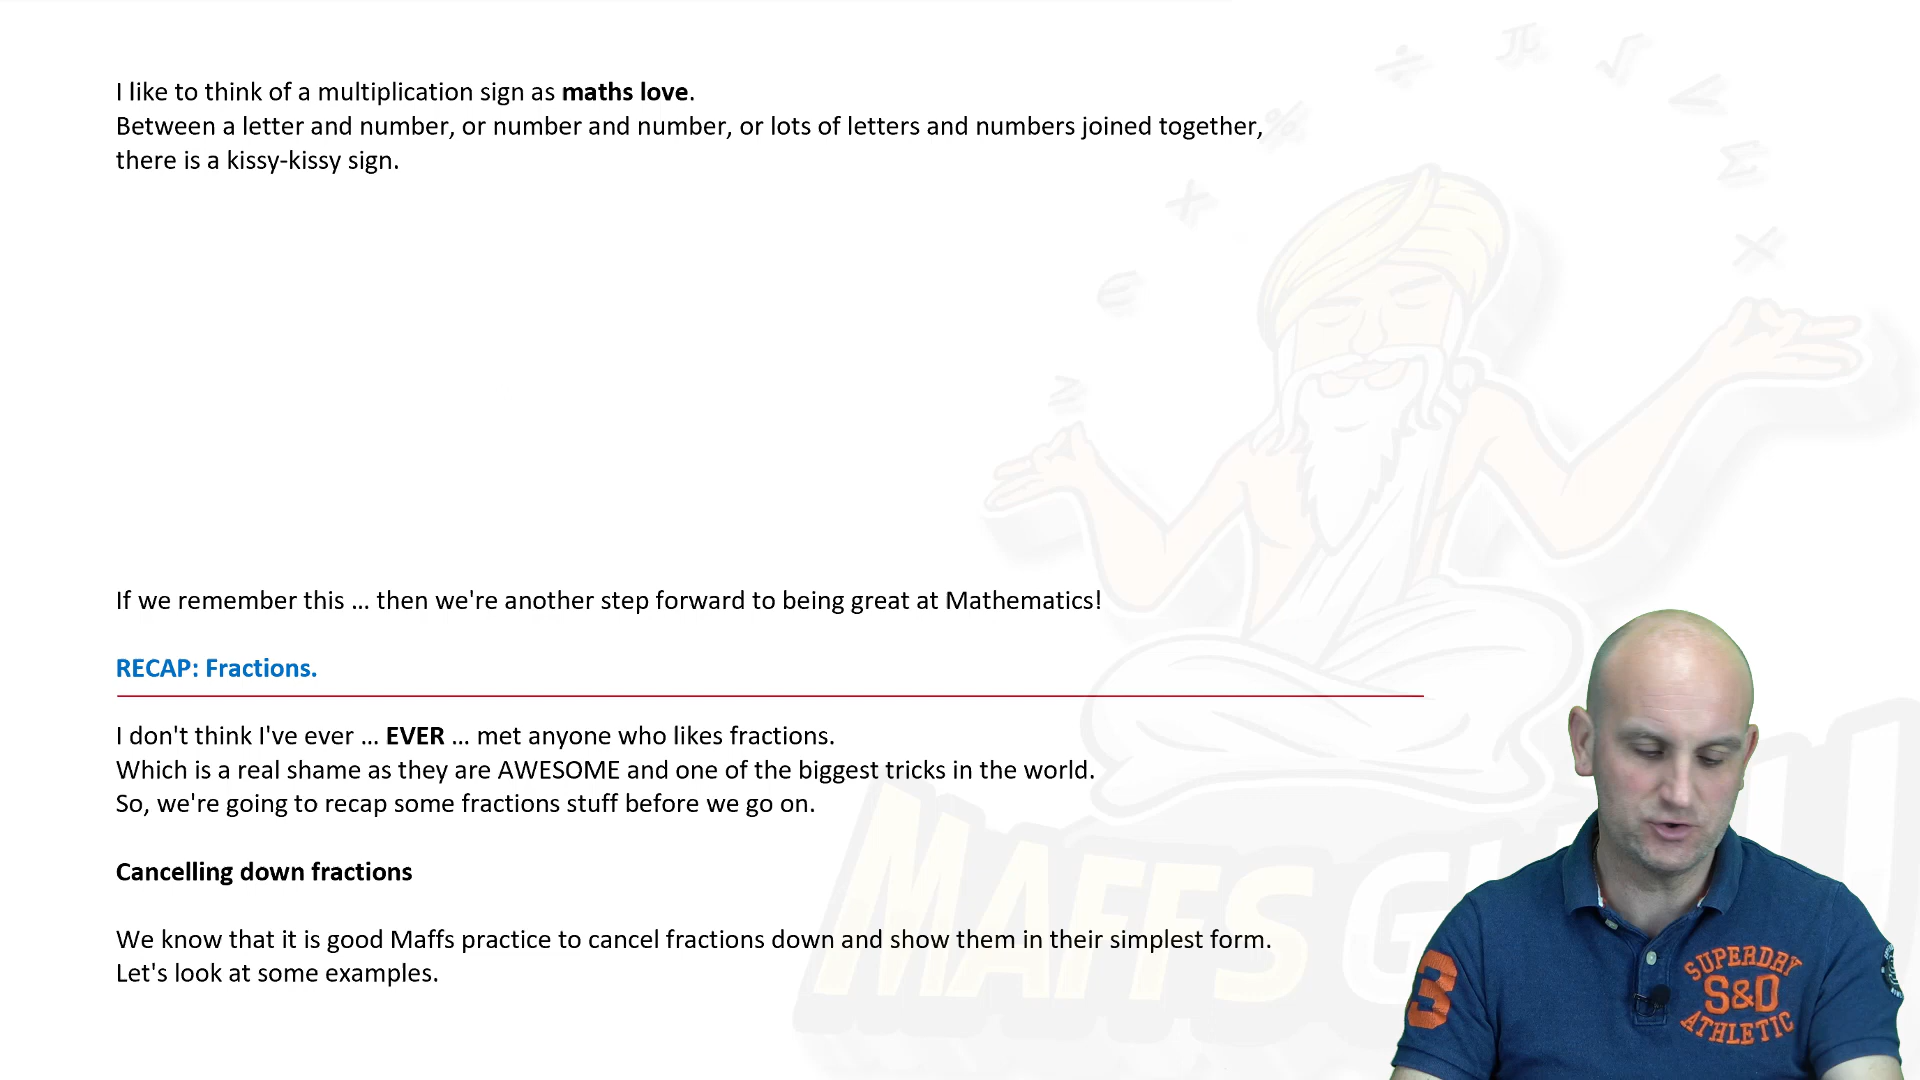 I like to think of a multiplication sign as maths love.
Between a letter and number, or number and number, or lots of letters and numbers joined together,
there is a kissy-kissy sign.
If we remember this ... then we're another step forward to being great at Mathematics!
RECAP: Fractions.
I don't think I've ever ... EVER ... met anyone who likes fractions.
Which is a real shame as they are AWESOME and one of the biggest tricks in the world.
So, we're going to recap some fractions stuff before we go on.
Cancelling down fractions
We know that it is good Maffs practice to cancel fractions down and show them in their simplest form.
Let's look at some examples.
MAFFS G
3
SUPERDRY
S&D
ATHLETIC